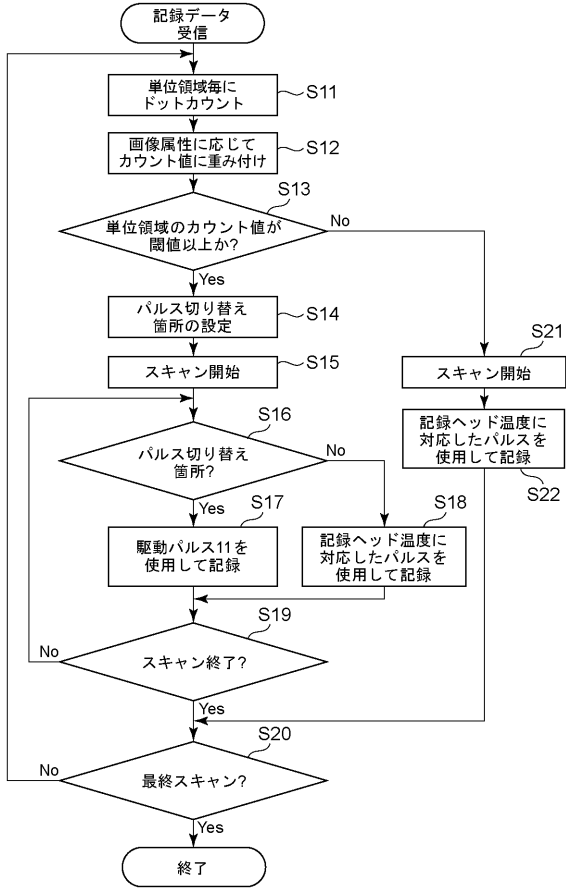 記録データ
受信
単位領域毎に
ドットカウント
S11
画像属性に応じて
カウント値に重み付け
S12
S13
単位領域のカウント値が
閾値以上か?
No
Yes
パルス切り替え
箇所の設定
S14
スキャン開始
S15
S21
スキャン開始
記録ヘッド温度に
対応したパルスを
使用して記録
S22
S16
パルス切り替え
箇所?
No
Yes
S17
駆動パルス11を
使用して記録
S18
記録ヘッド温度に
対応したパルスを
使用して記録
S19
スキャン終了?
No
Yes
S20
最終スキャン?
No
Yes
終了